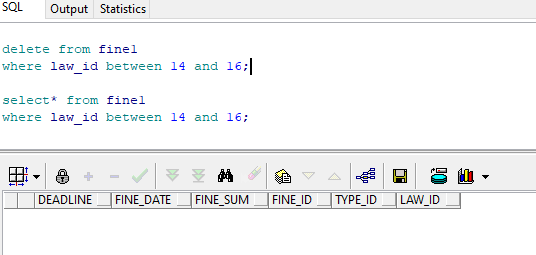 SQL Output Statistics
delete from fine1
where law_id between 14 and 16;
select* from fine1
where law_id between 14 and 16;
DEADLINE FINE_DATE FINE_SUM FINE_ID TYPE_ID LAW_ID